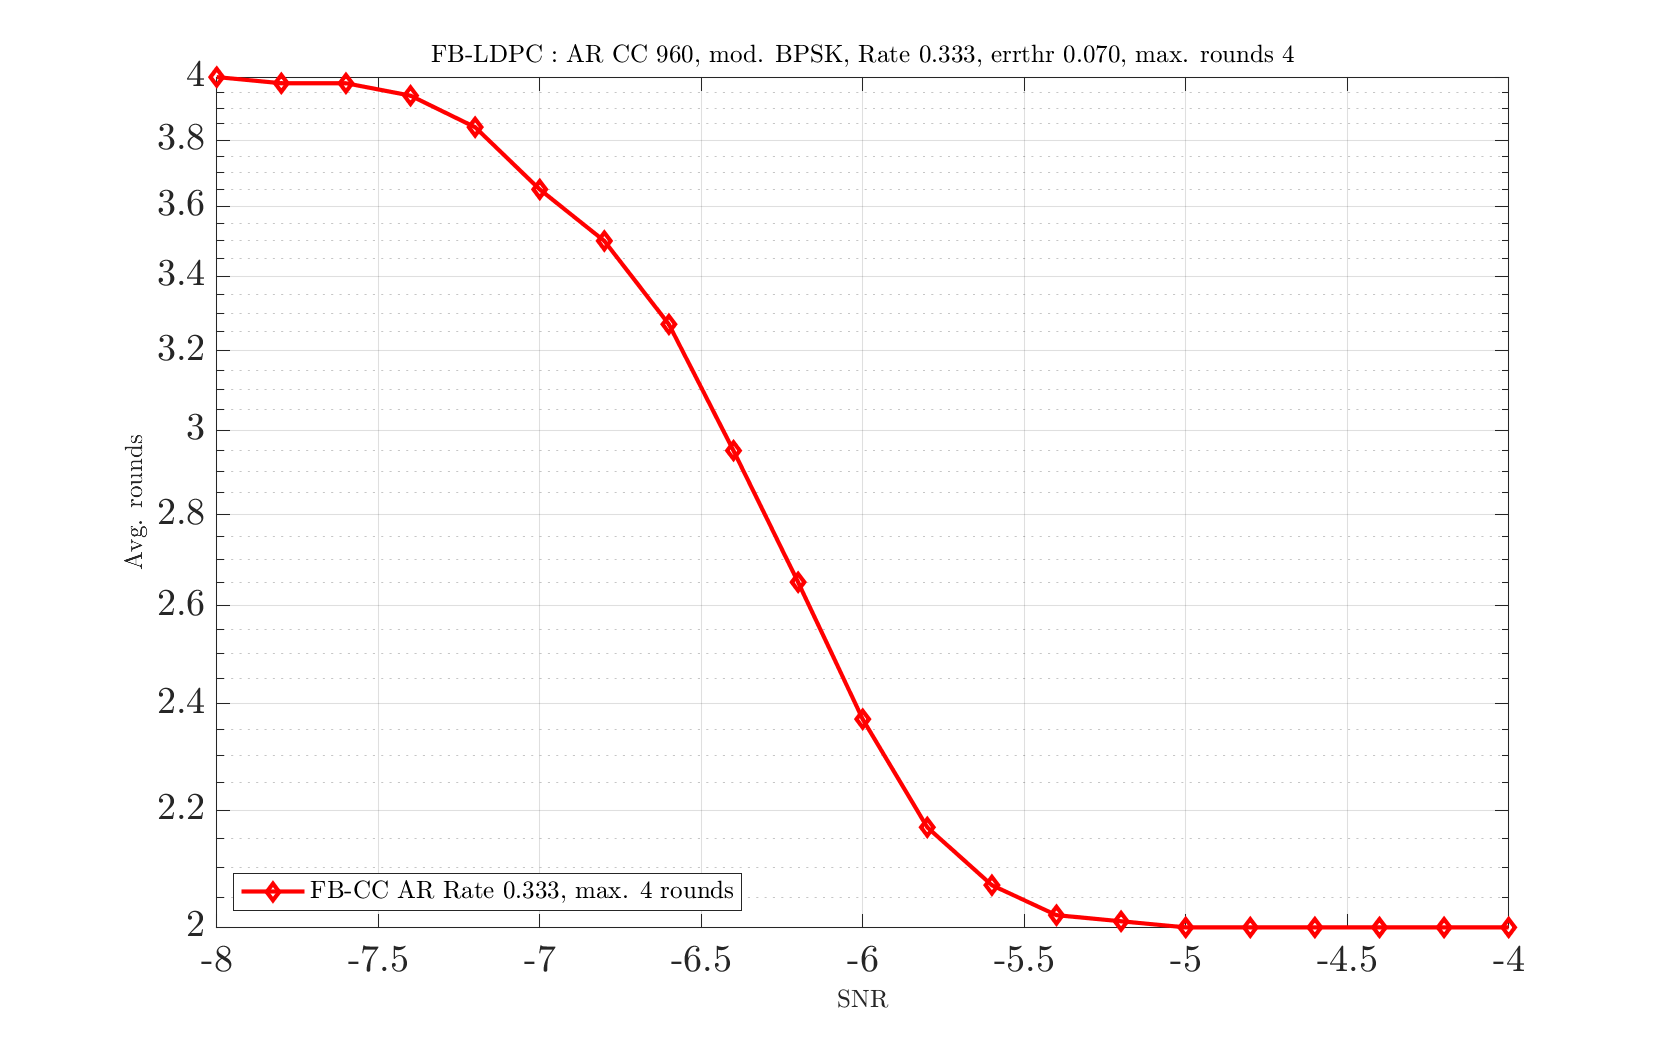 FB-LDPC : AR CC 960, mod. BPSK, Rate 0.333, errthr 0.070, max. rounds 4
4
3.8
3.6
3.4
3.2
3
2.8
2.6
2.4
2.2
2
Avg. rounds
FB-CC AR Rate 0.333, max. 4 rounds
-8 -7.5 -7 -6.5 -6 -5.5 -5 -4.5 -4
SNR